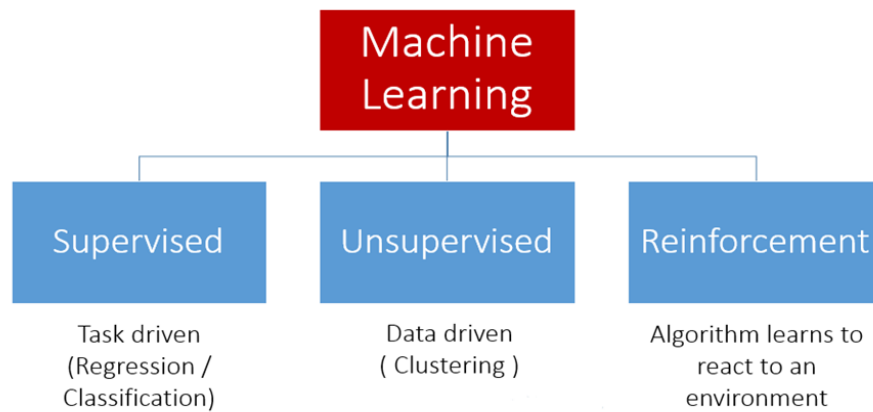 Machine
Learning
Supervised
Unsupervised
Reinforcement
Task driven
(Regression /
Classification)
Data driven
( Clustering )
Algorithm learns to
react to an
environment